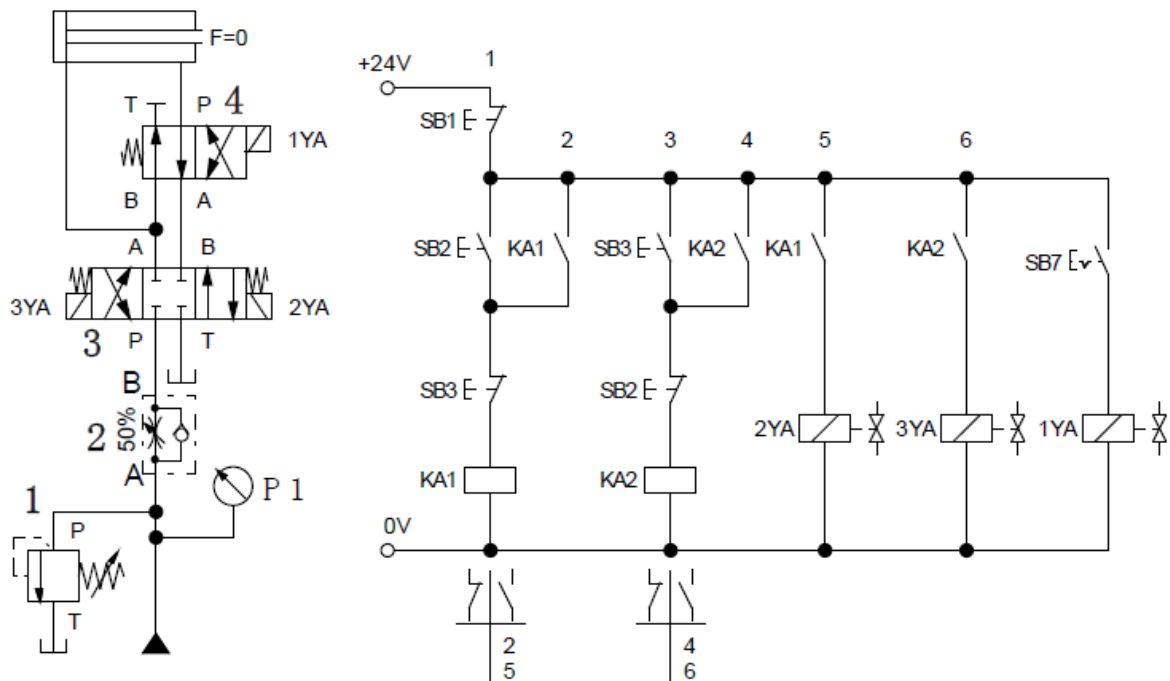 F=0
T P 4
1YA
B A
A B
3YA 2YA
3 P T
B
2 50%
A
P1
1 P
T
+24V 1
SB1 2 3 4 5 6
SB2 KA1 SB3 KA2 KA1 KA2 SB7
SB3 SB2
2YA 3YA 1YA
KA1 KA2
0V
2 4
5 6